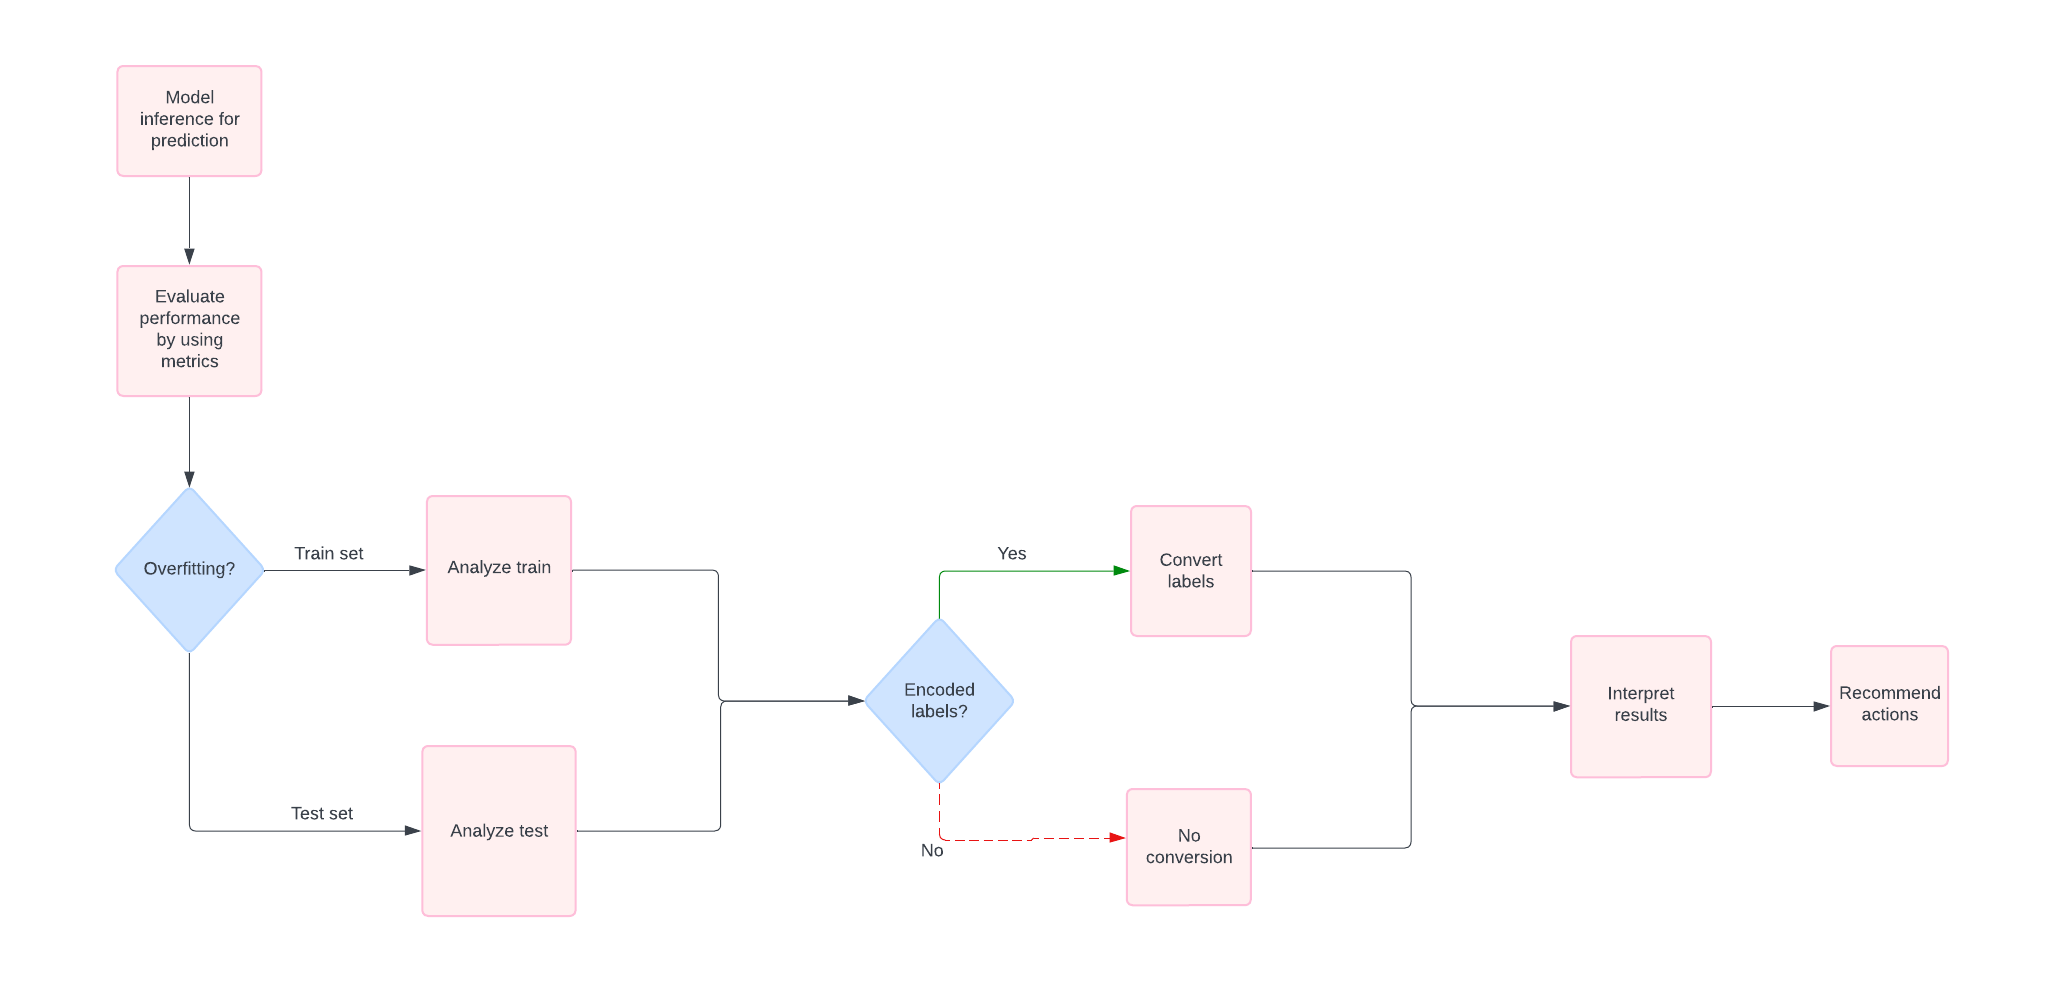 Model
inference for
prediction
Evaluate
performance
by using
metrics
Overfitting?
Train set
Analyze train
Test set
Analyze test
Encoded
labels?
Yes
Convert
labels
No
No
conversion
Interpret
results
Recommend
actions